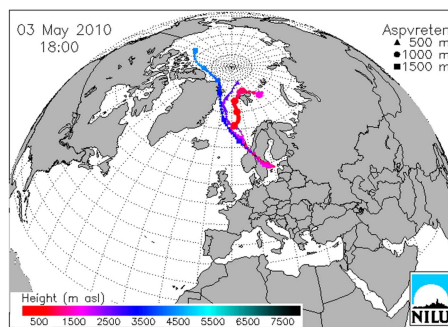 03 May 2010
18:00
Aspvreten
▲ 500 m
● 1000 m
■ 1500 m
Height (m asl)
500 1500 2500 3500 4500 5500 6500 7500
NILU